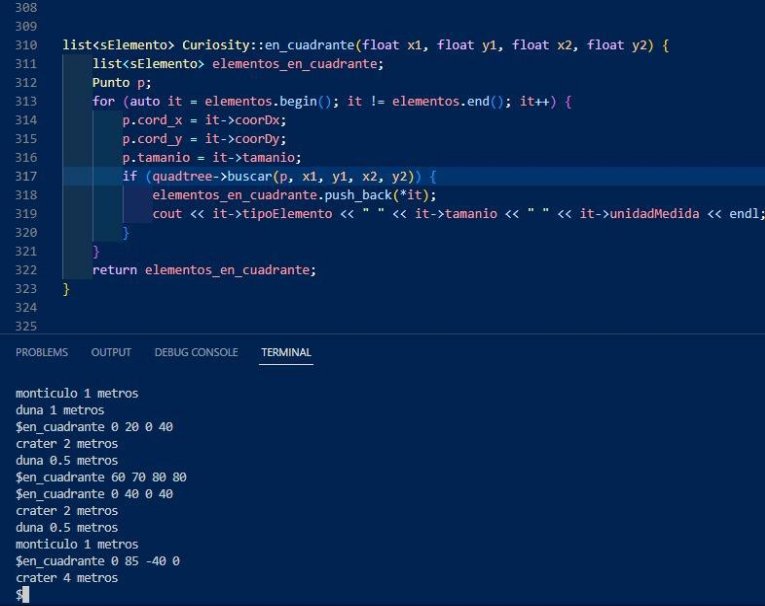 308
309
310 list<sElemento> Curiosity::en_cuadrante(float x1, float y1, float x2, float y2) {
311     list<sElemento> elementos_en_cuadrante;
312     Punto p;
313     for (auto it = elementos.begin(); it != elementos.end(); it++) {
314         p.cord_x = it->coorDx;
315         p.cord_y = it->coorDy;
316         p.tamanio = it->tamanio;
317         if (quadtree->buscar(p, x1, y1, x2, y2)) {
318             elementos_en_cuadrante.push_back(*it);
319             cout << it->tipoElemento << " " << it->tamanio << " " << it->unidadMedida << endl;
320         }
321     }
322     return elementos_en_cuadrante;
323 }
324
325
PROBLEMS OUTPUT DEBUG CONSOLE TERMINAL
monticulo 1 metros
duna 1 metros
$en_cuadrante 0 20 0 40
crater 2 metros
duna 0.5 metros
$en_cuadrante 60 70 80 80
$en_cuadrante 0 40 0 40
crater 2 metros
duna 0.5 metros
monticulo 1 metros
$en_cuadrante 0 85 -40 0
crater 4 metros
$